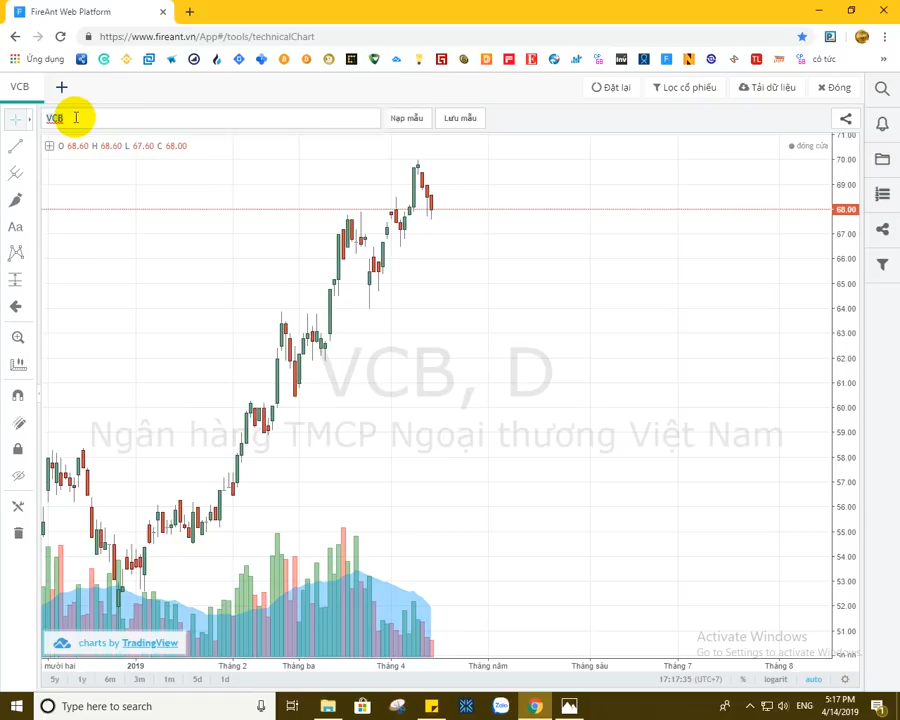 FireAnt Web Platform
https://www.fireant.vn/App#/tools/technicalChart
Ứng dụng
cổ tức
VCB
Đặt lại
Lọc cổ phiếu
Tải dữ liệu
Đóng
VCB
Nạp mẫu
Lưu mẫu
O 68.60 H 68.60 L 67.60 C 68.00
đóng cửa
71.00
70.00
69.00
68.00
67.00
66.00
65.00
64.00
63.00
62.00
61.00
60.00
59.00
58.00
57.00
56.00
55.00
54.00
53.00
52.00
51.00
50.00
VCB, D
Ngân hàng TMCP Ngoại thương Việt Nam
charts by TradingView
Activate Windows
Go to Settings to activate Windows.
mười hai 2019 Tháng 2 Tháng ba Tháng 4 Tháng năm Tháng sáu Tháng 7 Tháng 8
5y 1y 6m 3m 1m 5d 1d
17:17:35 (UTC+7) % logarit auto
Type here to search
Zalo
ENG
5:17 PM
4/14/2019